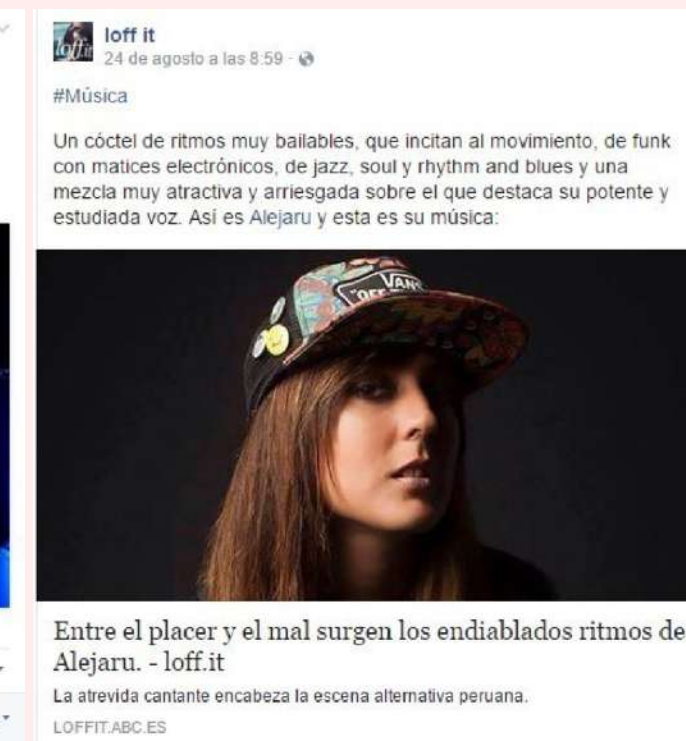 loff it
24 de agosto a las 8:59 ·
#Música
Un cóctel de ritmos muy bailables, que incitan al movimiento, de funk
con matices electrónicos, de jazz, soul y rhythm and blues y una
mezcla muy atractiva y arriesgada sobre el que destaca su potente y
estudiada voz. Así es Alejaru y esta es su música:
VANS
"OFF
Entre el placer y el mal surgen los endiablados ritmos de
Alejaru. - loff.it
La atrevida cantante encabeza la escena alternativa peruana.
LOFFIT.ABC.ES